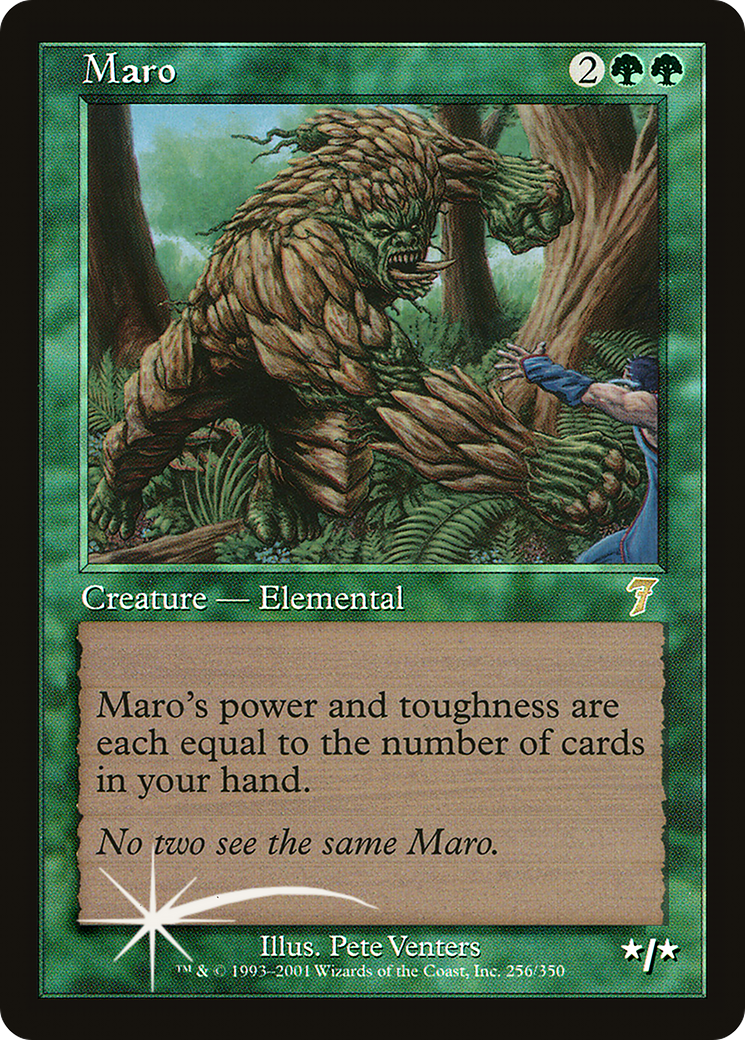 Maro 2
Creature — Elemental 7
Maro's power and toughness are
each equal to the number of cards
in your hand.
No two see the same Maro.
Illus. Pete Venters
™ & © 1993–2001 Wizards of the Coast, Inc. 256/350
★/★